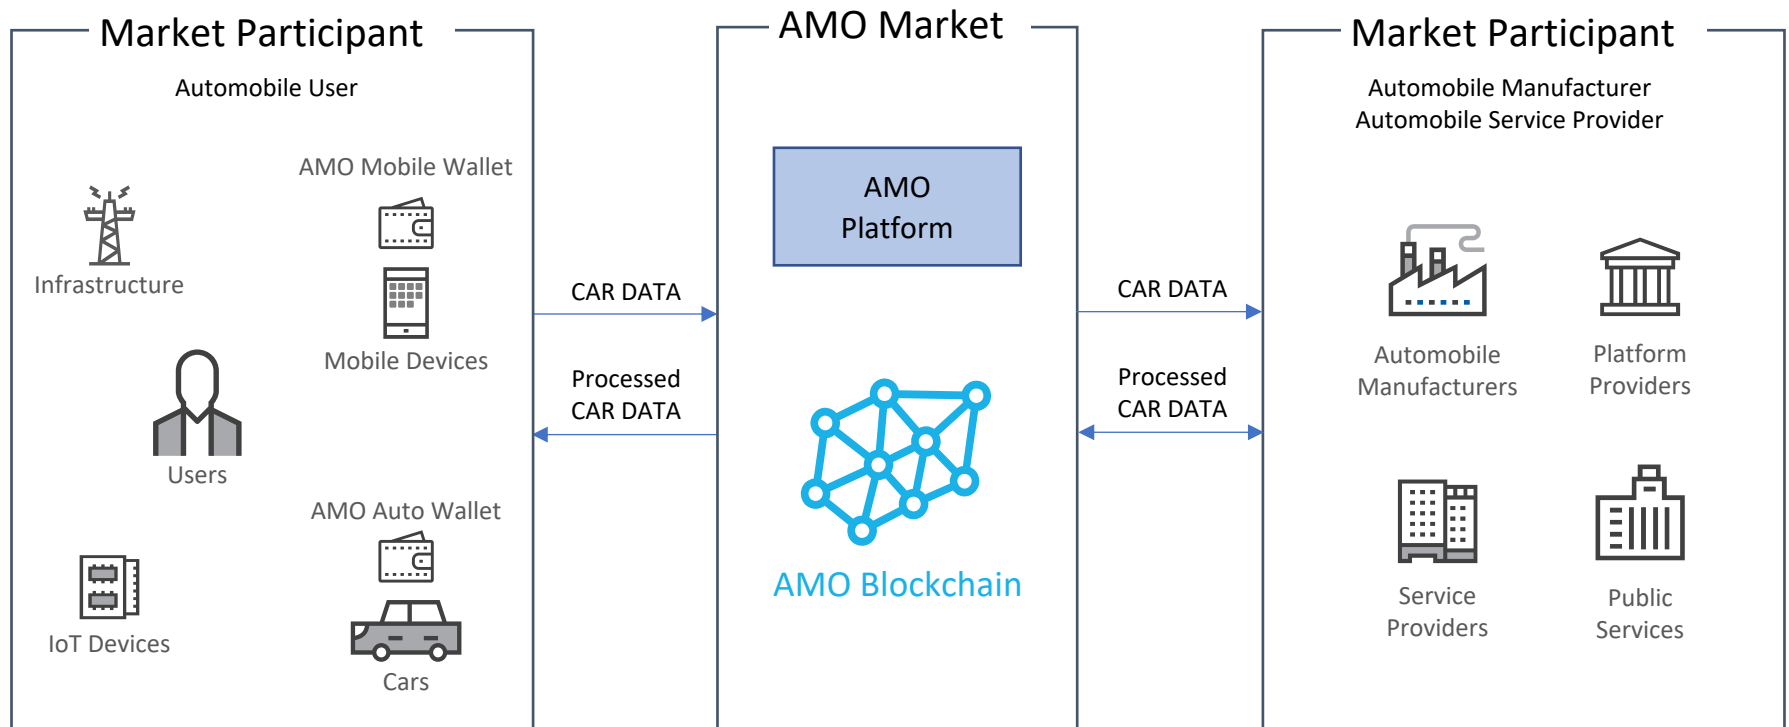 Market Participant
Automobile User
AMO Mobile Wallet
Infrastructure
Mobile Devices
Users
AMO Auto Wallet
IoT Devices
Cars
CAR DATA
Processed
CAR DATA
AMO Market
AMO
Platform
AMO Blockchain
CAR DATA
Processed
CAR DATA
Market Participant
Automobile Manufacturer
Automobile Service Provider
Automobile
Manufacturers
Platform
Providers
Service
Providers
Public
Services